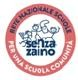 RETE NAZIONALE SCUOLE
senza
zaino
PER UNA SCUOLA COMUNITÀ